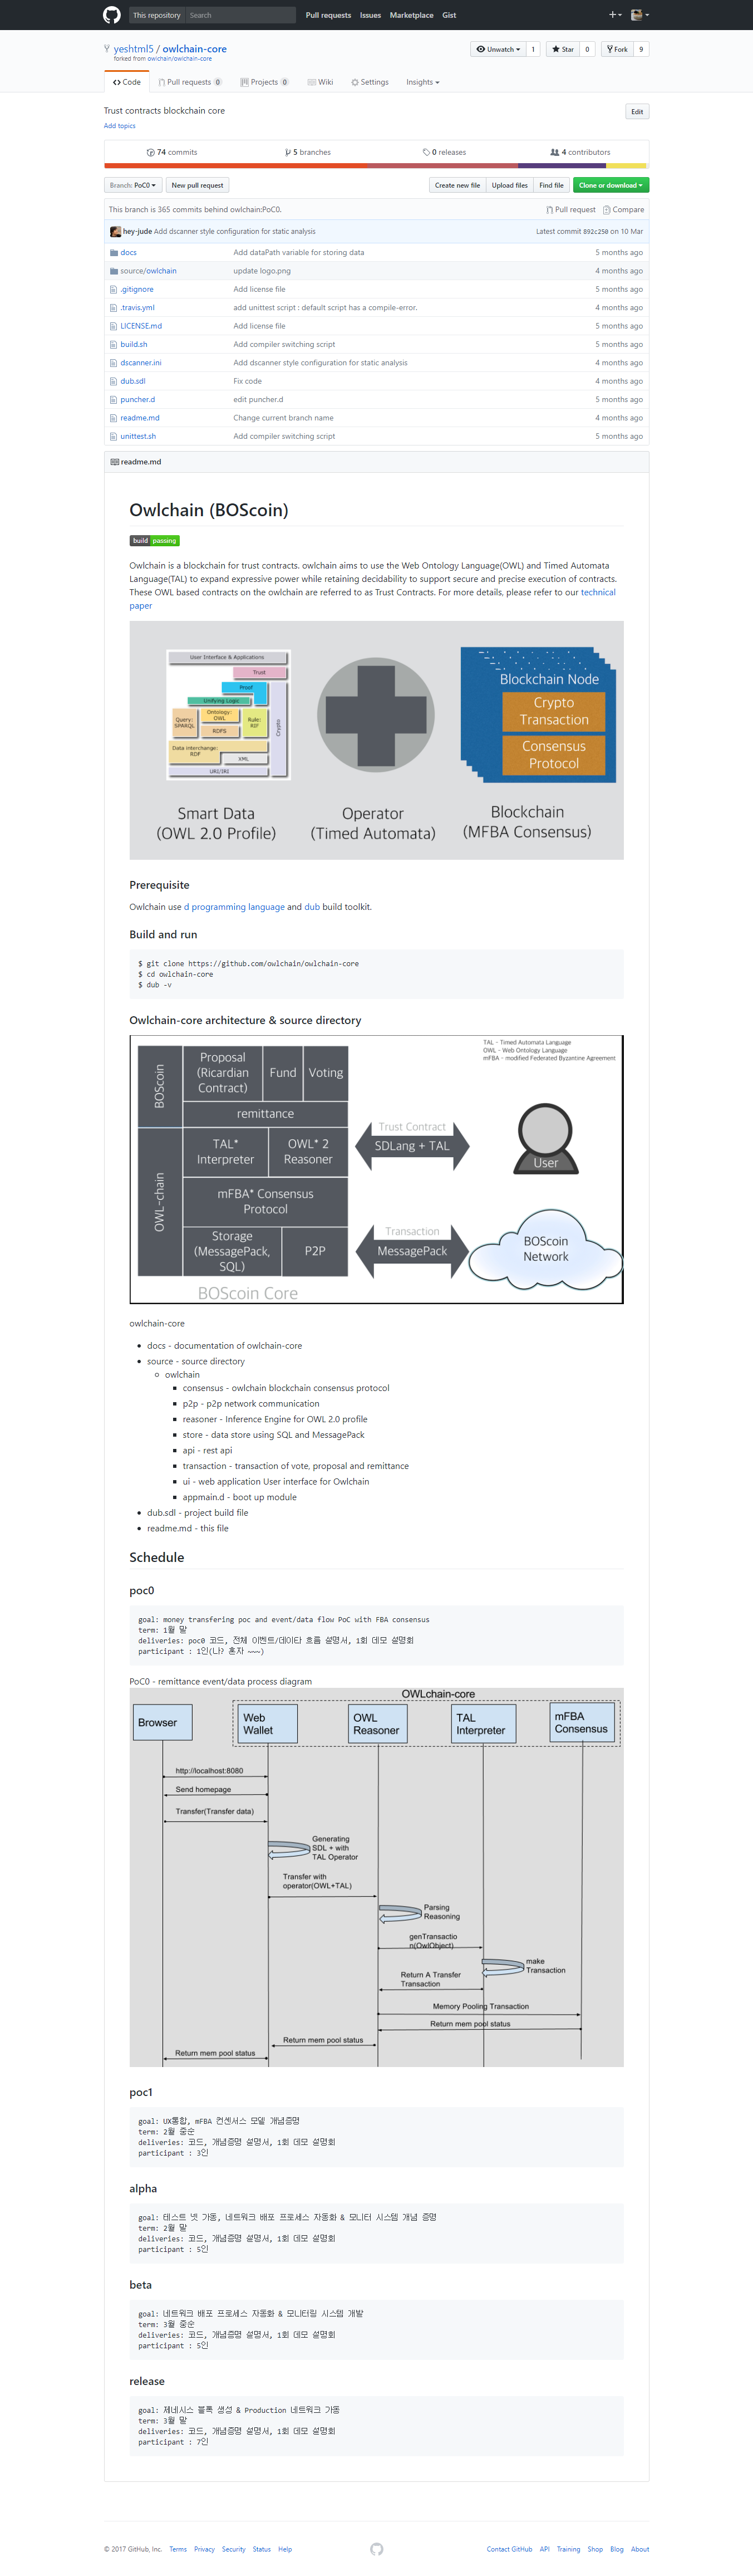 This repository Search Pull requests Issues Marketplace Gist
yeshtml5 / owlchain-core
forked from owlchain/owlchain-core
Unwatch 1 Star 0 Fork 9
Code Pull requests 0 Projects 0 Wiki Settings Insights
Trust contracts blockchain core
Edit
Add topics
74 commits 5 branches 0 releases 4 contributors
Branch: PoC0 New pull request Create new file Upload files Find file Clone or download
This branch is 365 commits behind owlchain:PoC0. Pull request Compare
hey-jude Add dscanner style configuration for static analysis Latest commit 892c250 on 10 Mar
docs Add dataPath variable for storing data 5 months ago
source/owlchain update logo.png 4 months ago
.gitignore Add license file 5 months ago
.travis.yml add unittest script : default script has a compile-error. 4 months ago
LICENSE.md Add license file 5 months ago
build.sh Add compiler switching script 5 months ago
dscanner.ini Add dscanner style configuration for static analysis 4 months ago
dub.sdl Fix code 4 months ago
puncher.d edit puncher.d 5 months ago
readme.md Change current branch name 4 months ago
unittest.sh Add compiler switching script 5 months ago
readme.md
Owlchain (BOScoin)
build passing
Owlchain is a blockchain for trust contracts. owlchain aims to use the Web Ontology Language(OWL) and Timed Automata
Language(TAL) to expand expressive power while retaining decidability to support secure and precise execution of contracts.
These OWL based contracts on the owlchain are referred to as Trust Contracts. For more details, please refer to our technical
paper
User Interface & Applications
Trust
Proof
Unifying Logic
Query:
SPARQL
Ontology:
OWL
RDFS
Rule:
RIF
Crypto
Data interchange:
RDF
XML
URI/IRI
Smart Data
(OWL 2.0 Profile)
Operator
(Timed Automata)
Blockchain Node
Crypto
Transaction
Consensus
Protocol
Blockchain
(MFBA Consensus)
Prerequisite
Owlchain use d programming language and dub build toolkit.
Build and run
$ git clone https://github.com/owlchain/owlchain-core
$ cd owlchain-core
$ dub -v
Owlchain-core architecture & source directory
TAL - Timed Automata Language
OWL - Web Ontology Language
mFBA - modified Federated Byzantine Agreement
BOScoin
Proposal
(Ricardian
Contract)
Fund
Voting
remittance
OWL-chain
TAL*
Interpreter
OWL* 2
Reasoner
mFBA* Consensus
Protocol
Storage
(MessagePack,
SQL)
P2P
BOScoin Core
Trust Contract
SDLang + TAL
User
Transaction
MessagePack
BOScoin
Network
owlchain-core
docs - documentation of owlchain-core
source - source directory
owlchain
consensus - owlchain blockchain consensus protocol
p2p - p2p network communication
reasoner - Inference Engine for OWL 2.0 profile
store - data store using SQL and MessagePack
api - rest api
transaction - transaction of vote, proposal and remittance
ui - web application User interface for Owlchain
appmain.d - boot up module
dub.sdl - project build file
readme.md - this file
Schedule
poc0
goal: money transfering poc and event/data flow PoC with FBA consensus
term: 1월 말
deliveries: poc0 코드, 전체 이벤트/데이타 흐름 설명서, 1회 데모 설명회
participant : 1인(나? 혼자 ~~~)
PoC0 - remittance event/data process diagram
OWLchain-core
Browser
Web
Wallet
OWL
Reasoner
TAL
Interpreter
mFBA
Consensus
http://localhost:8080
Send homepage
Transfer(Transfer data)
Generating
SDL + with
TAL Operator
Transfer with
operator(OWL+TAL)
Parsing
Reasoning
genTransactio
n(OwlObject)
make
Transaction
Return A Transfer
Transaction
Memory Pooling Transaction
Return mem pool status
Return mem pool status
Return mem pool status
poc1
goal: UX통합, mFBA 컨센서스 모델 개념증명
term: 2월 중순
deliveries: 코드, 개념증명 설명서, 1회 데모 설명회
participant : 3인
alpha
goal: 테스트 넷 가동, 네트워크 배포 프로세스 자동화 & 모니터 시스템 개념 증명
term: 2월 말
deliveries: 코드, 개념증명 설명서, 1회 데모 설명회
participant : 5인
beta
goal: 네트워크 배포 프로세스 자동화 & 모니터링 시스템 개발
term: 3월 중순
deliveries: 코드, 개념증명 설명서, 1회 데모 설명회
participant : 5인
release
goal: 제네시스 블록 생성 & Production 네트워크 가동
term: 3월 말
deliveries: 코드, 개념증명 설명서, 1회 데모 설명회
participant : 7인
© 2017 GitHub, Inc. Terms Privacy Security Status Help Contact GitHub API Training Shop Blog About